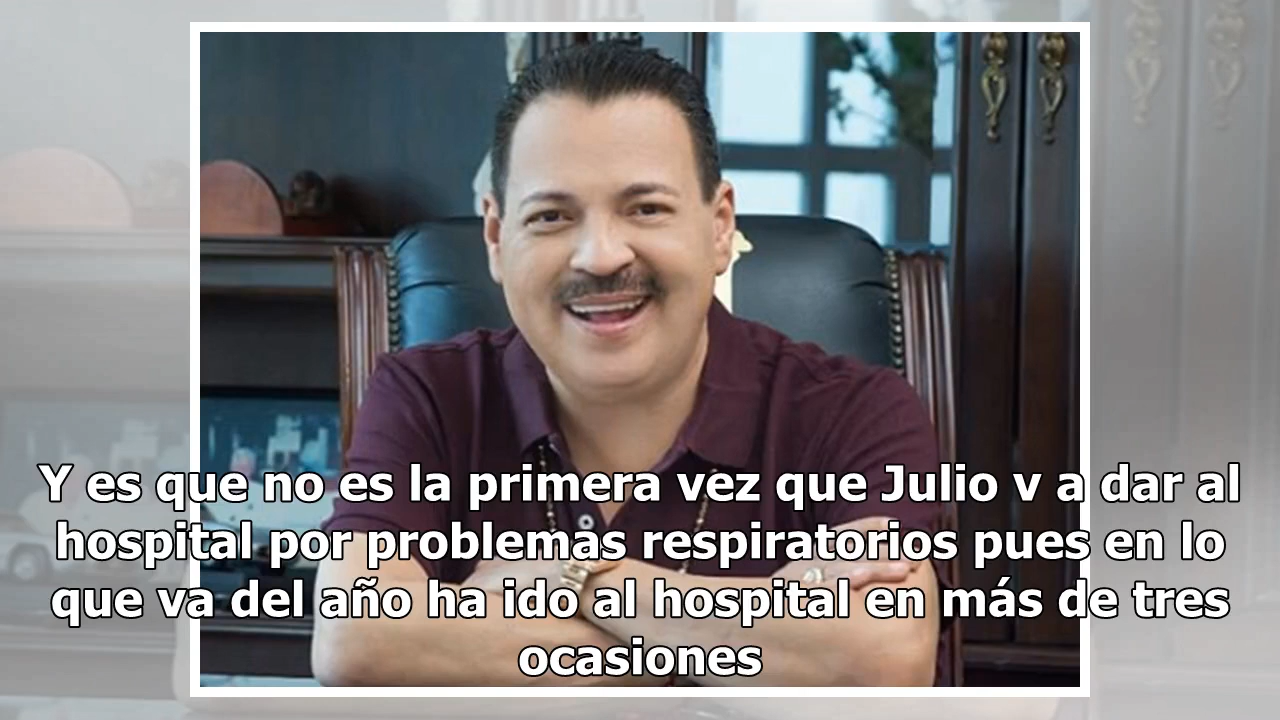 Y es que no es la primera vez que Julio v a dar al
hospital por problemas respiratorios pues en lo
que va del año ha ido al hospital en más de tres
ocasiones